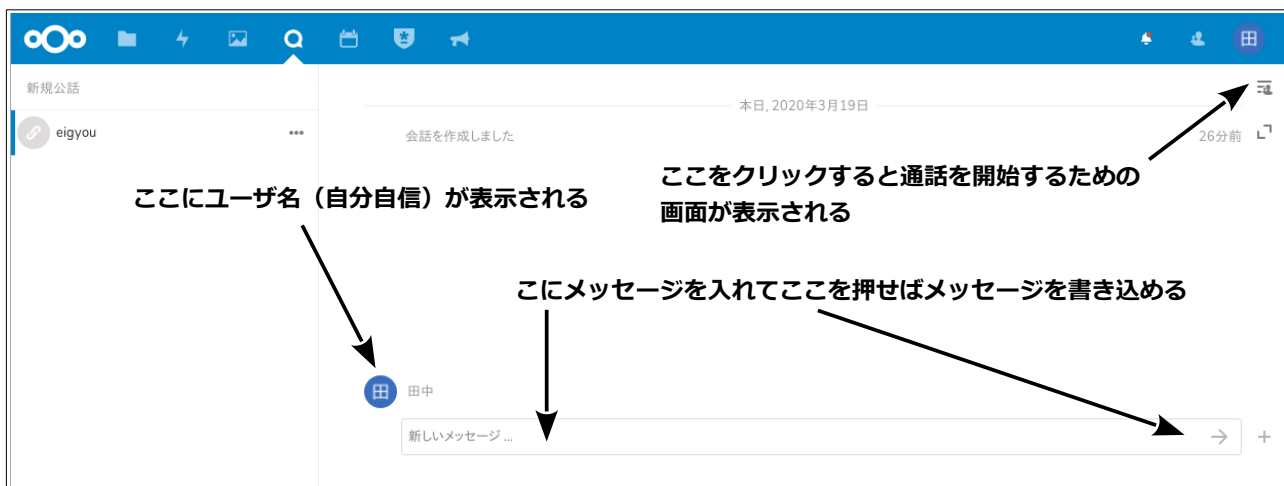 田
新規公話
本日, 2020年3月19日
eigyou
会話を作成しました
26分前
ここをクリックすると通話を開始するための
画面が表示される
ここにユーザ名（自分自信）が表示される
こにメッセージを入れてここを押せばメッセージを書き込める
田 田中
新しいメッセージ ...